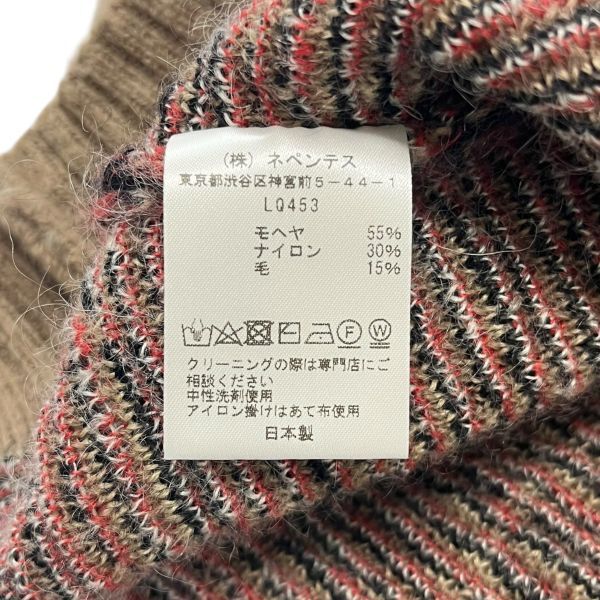 （株）ネペンテス
東京都渋谷区神宮前５－４４－１
LQ453
モヘヤ 55%
ナイロン 30%
毛 15%
F W
クリーニングの際は専門店にご
相談ください
中性洗剤使用
アイロン掛けはあて布使用
日本製